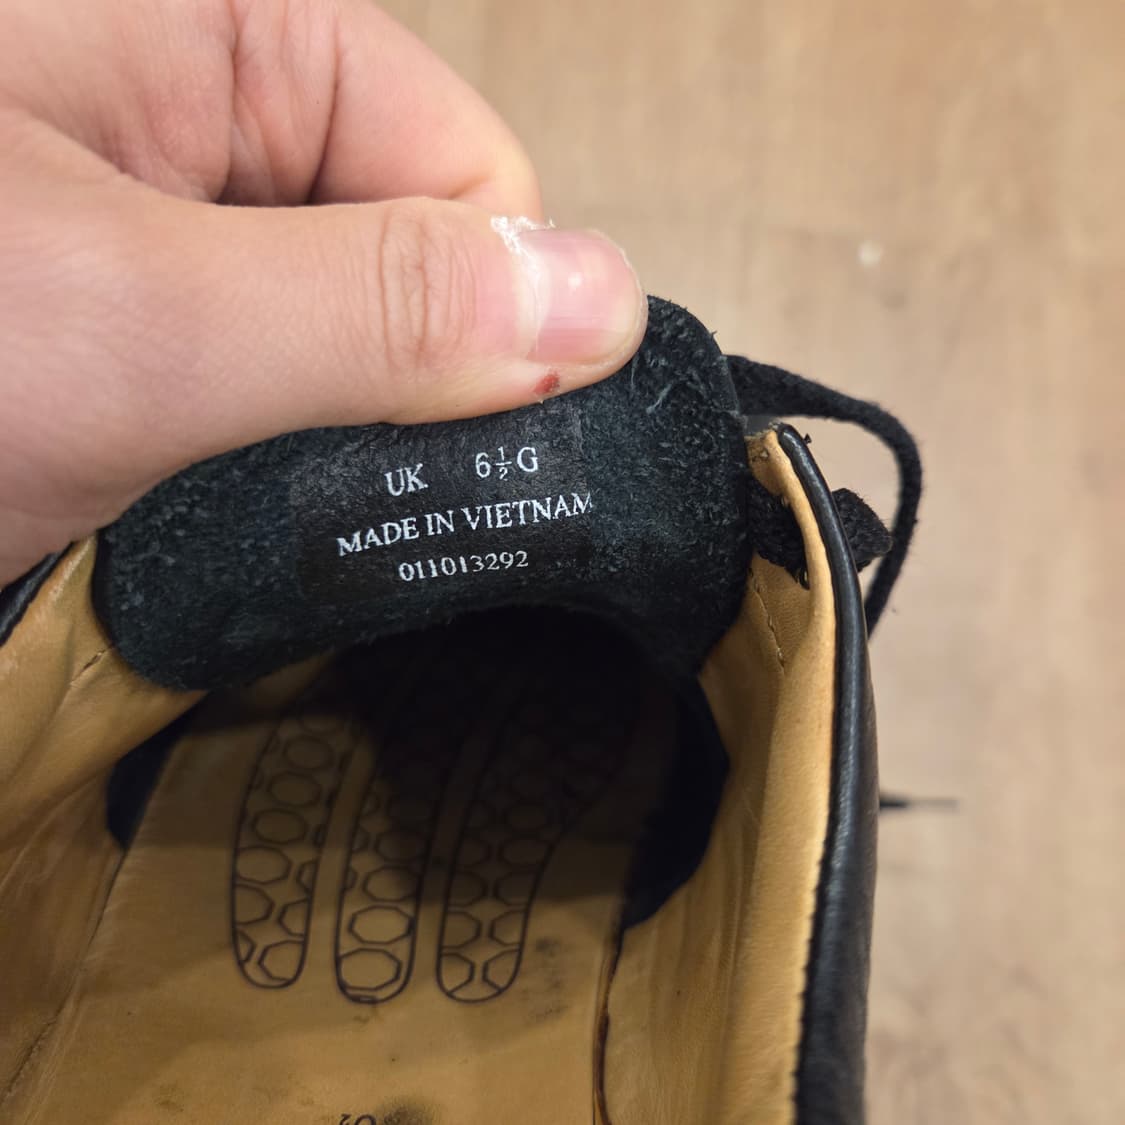 UK 6½G
MADE IN VIETNAM
011013292